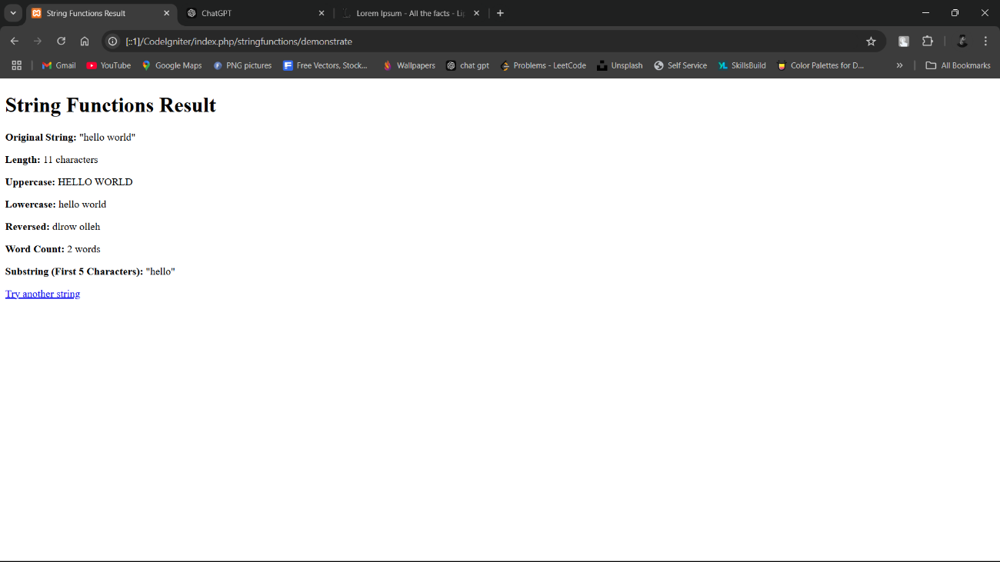 String Functions Result
ChatGPT
Lorem Ipsum - All the facts - Li
[::1]/CodeIgniter/index.php/stringfunctions/demonstrate
Gmail YouTube Google Maps PNG pictures Free Vectors, Stock... Wallpapers chat gpt Problems - LeetCode Unsplash Self Service SkillsBuild Color Palettes for D... » All Bookmarks
String Functions Result
Original String: "hello world"
Length: 11 characters
Uppercase: HELLO WORLD
Lowercase: hello world
Reversed: dlrow olleh
Word Count: 2 words
Substring (First 5 Characters): "hello"
Try another string